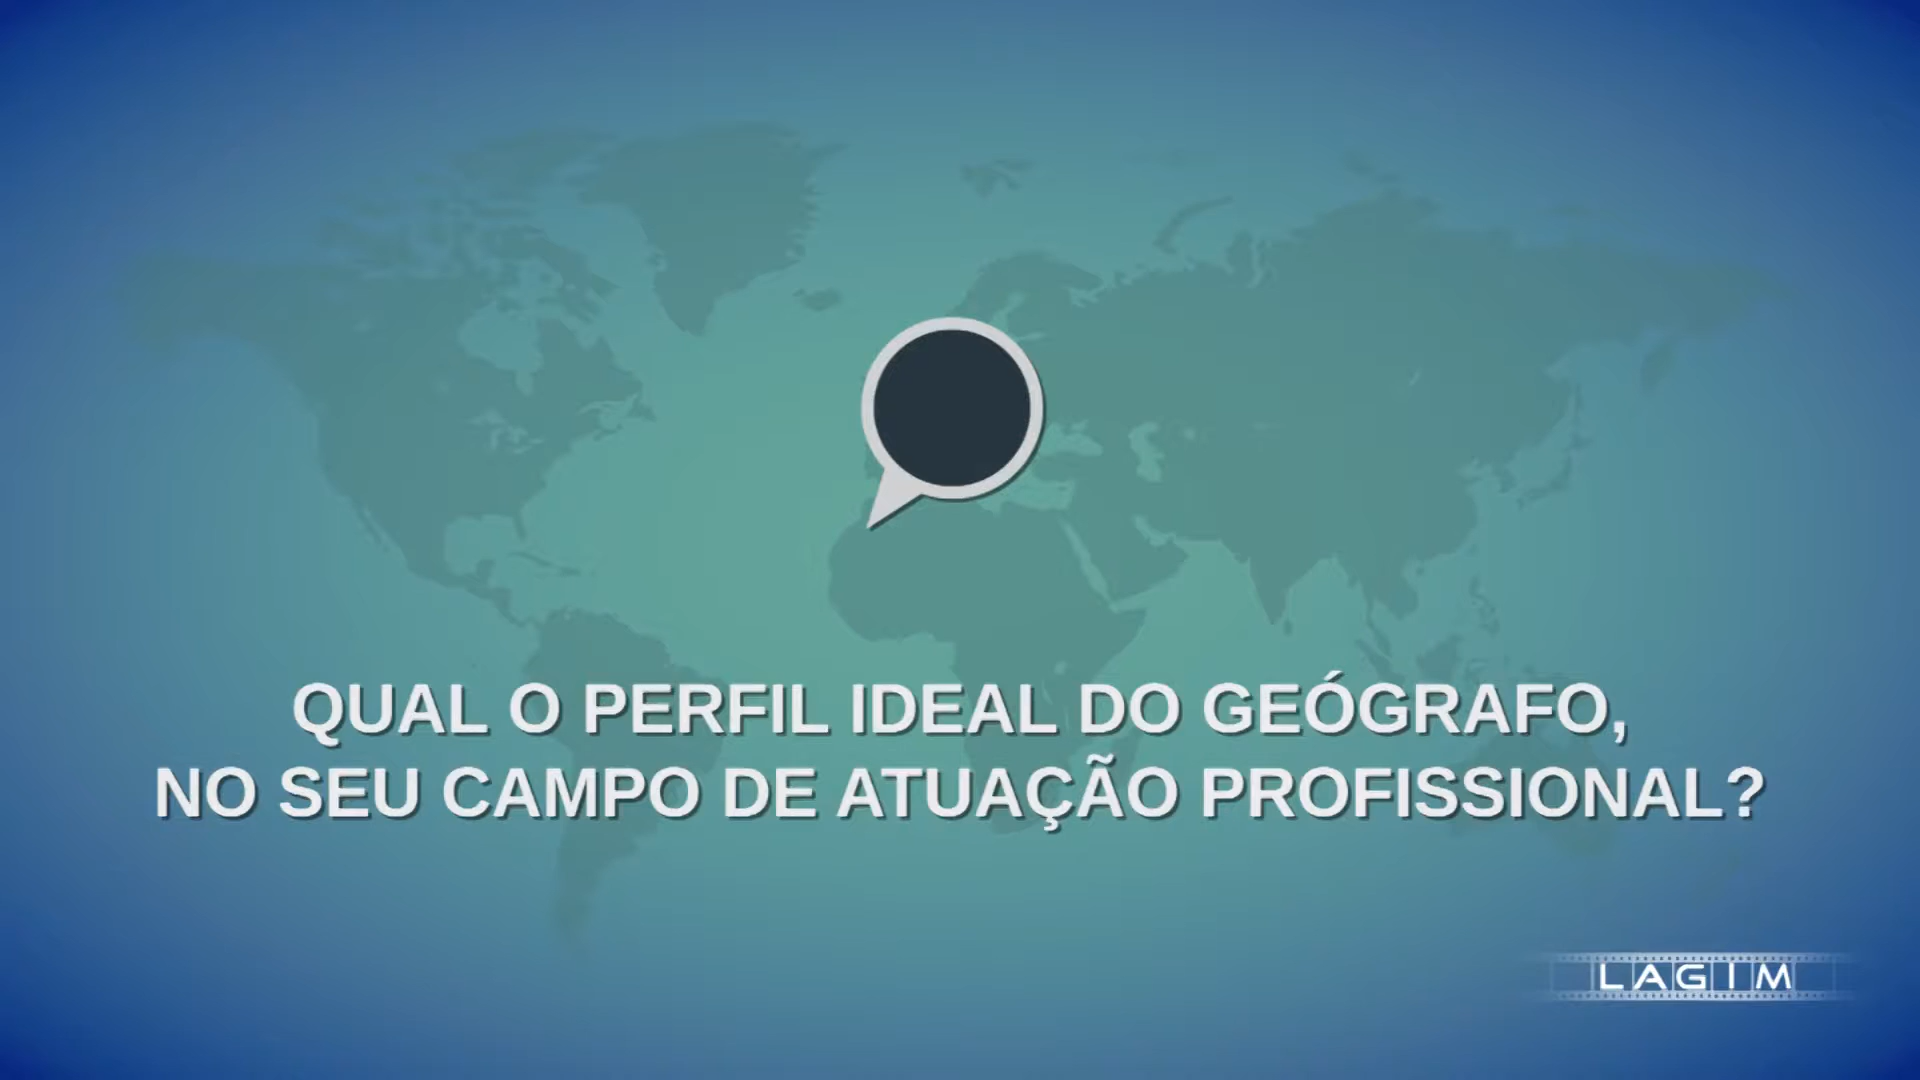 QUAL O PERFIL IDEAL DO GEÓGRAFO,
NO SEU CAMPO DE ATUAÇÃO PROFISSIONAL?
LAGIM